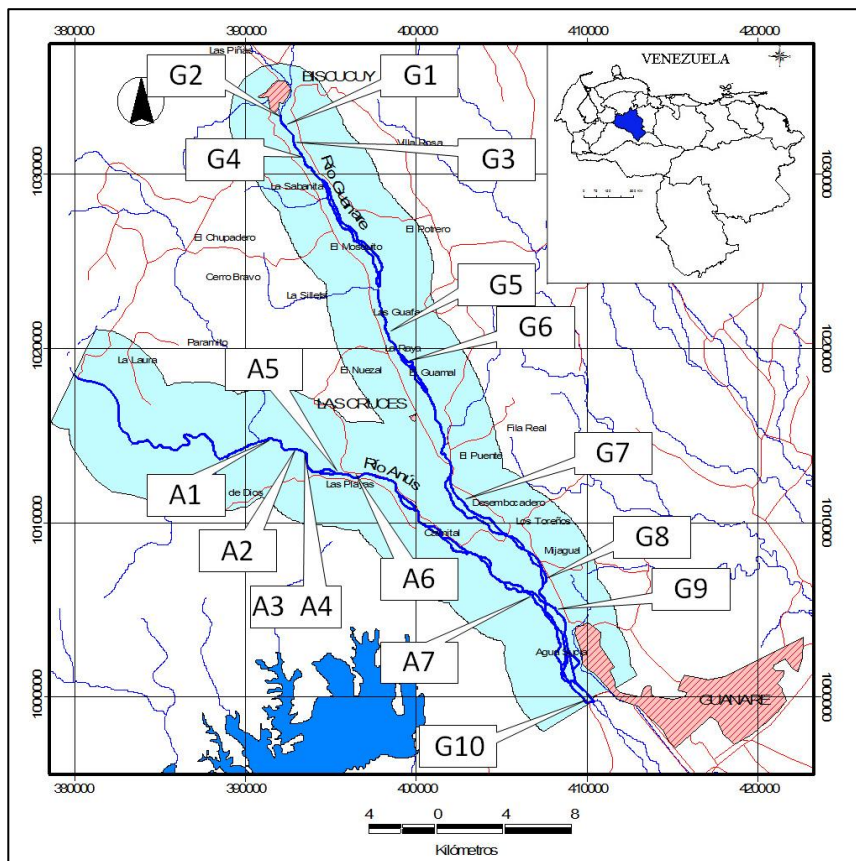 380000 390000 400000 410000 420000
Las Piñas
VENEZUELA
BISCUCUY
G2
G1
Villa Rosa
G4
G3
Río Guanare
La Sabanita
1030000
1030000
El Chupadero
El Potrero
El Mosquito
Cerro Bravo
La Silleta
G5
Las Guafas
G6
1020000
1020000
Paramito
La Raya
La Laura
A5
El Nuezal
El Guamal
LAS CRUCES
Fila Real
A1
El Puente
G7
Río Anús
de Dios
Las Playas
Desembocadero
1010000
1010000
A2
Los Toreños
Mijagual
G8
A3 A4
A6
G9
A7
Agua Sucia
1000000
1000000
GUANARE
G10
380000 390000 400000 410000 420000
4 0 4 8
Kilómetros